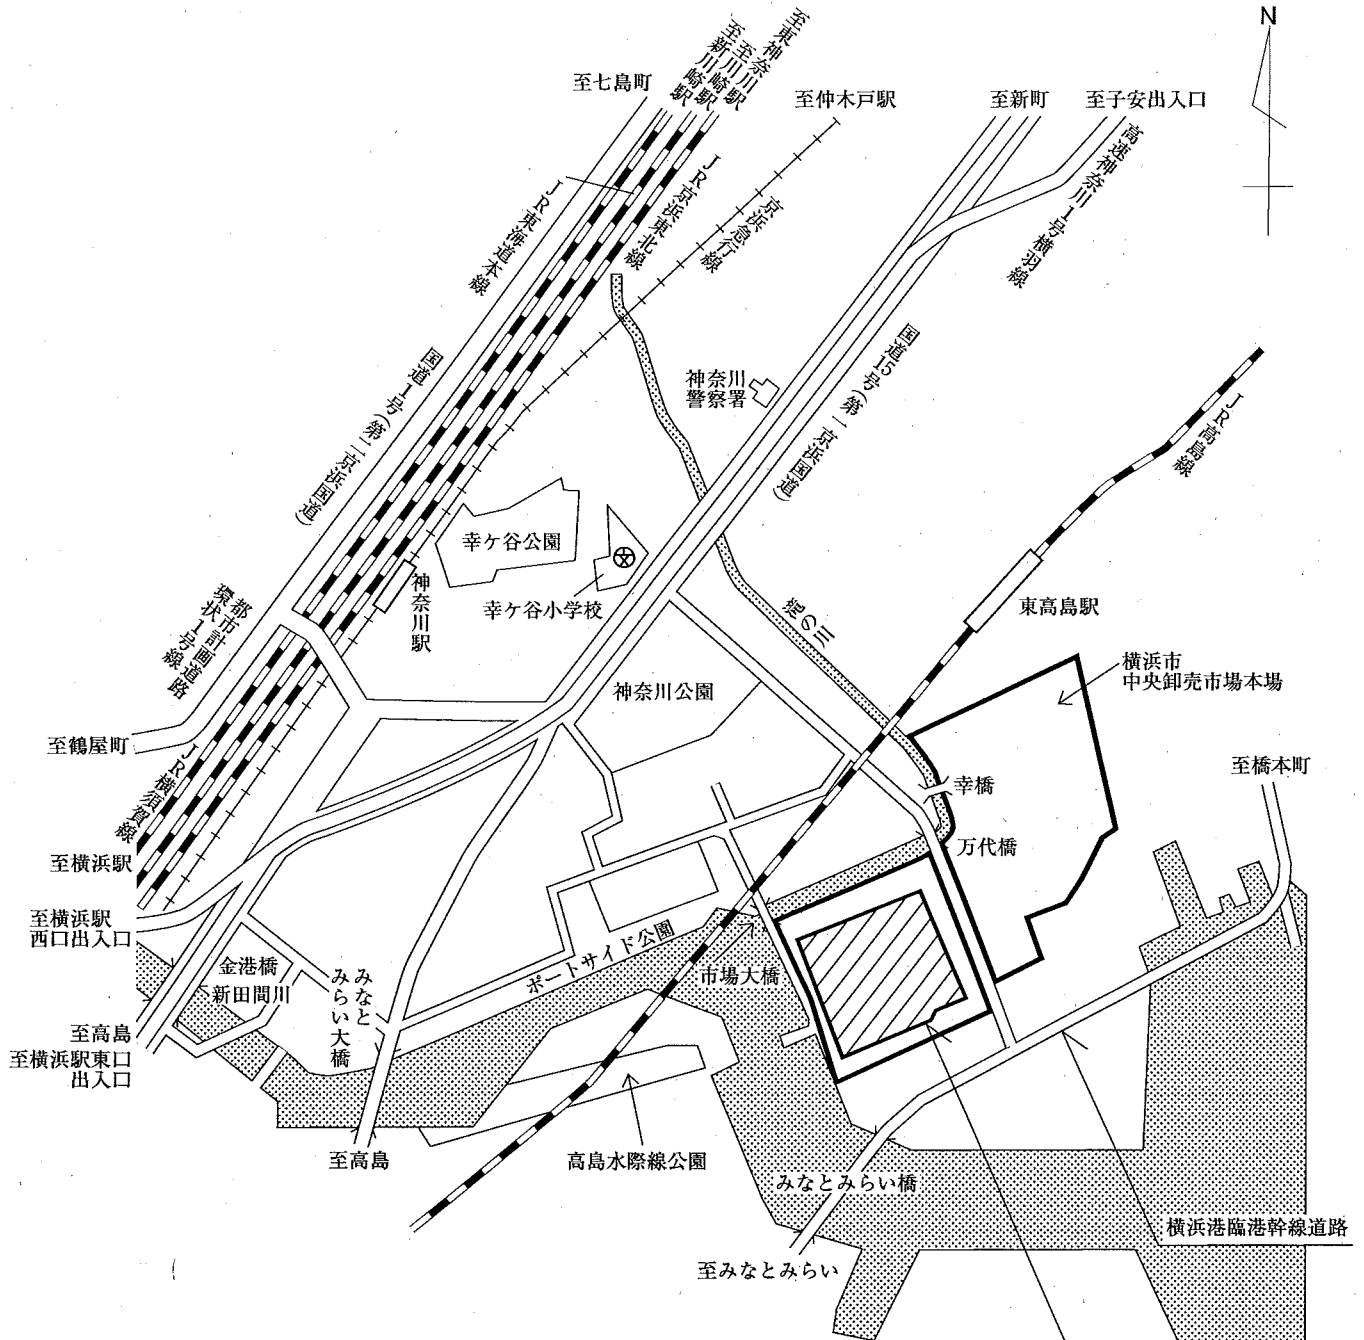 N
至七島町
至新川崎駅
至川崎駅
至東神奈川駅
至仲木戸駅
至新町
至子安出入口
高速神奈川1号横羽線
JR東海道本線
JR京浜東北線
京浜急行線
国道1号(第二京浜国道)
国道15号(第一京浜国道)
神奈川
警察署
JR高島線
幸ケ谷公園
幸ケ谷小学校
神奈川駅
滝の川
東高島駅
都市計画道路
環状1号線
神奈川公園
横浜市
中央卸売市場本場
至鶴屋町
JR横須賀線
至橋本町
幸橋
万代橋
至横浜駅
至横浜駅
西口出入口
金港橋
新田間川
みなと
みらい大橋
ポートサイド公園
市場大橋
至高島
至横浜駅東口
出入口
至高島
高島水際線公園
みなとみらい橋
横浜港臨港幹線道路
至みなとみらい